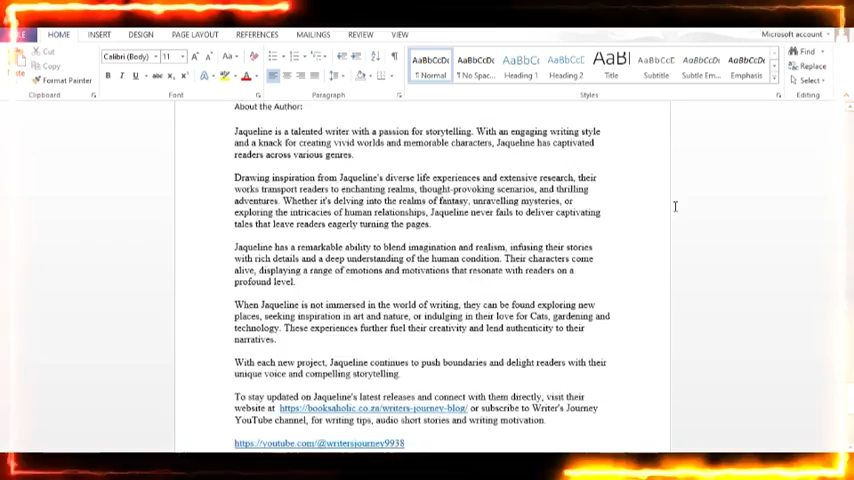 FILE HOME INSERT DESIGN PAGE LAYOUT REFERENCES MAILINGS REVIEW VIEW Microsoft account
Cut
Copy
Format Painter
Clipboard
Calibri (Body) 11
Font
Paragraph
AaBbCcDc AaBbCcDc AaBbCc AaBbCcC AaBl AaBbCcD AaBbCcDc AaBbCcDc
¶ Normal ¶ No Spac... Heading 1 Heading 2 Title Subtitle Subtle Em... Emphasis
Styles
Find
Replace
Select
Editing
About the Author:
Jaqueline is a talented writer with a passion for storytelling. With an engaging writing style
and a knack for creating vivid worlds and memorable characters, Jaqueline has captivated
readers across various genres.
Drawing inspiration from Jaqueline's diverse life experiences and extensive research, their
works transport readers to enchanting realms, thought-provoking scenarios, and thrilling
adventures. Whether it's delving into the realms of fantasy, unravelling mysteries, or
exploring the intricacies of human relationships, Jaqueline never fails to deliver captivating
tales that leave readers eagerly turning the pages.
Jaqueline has a remarkable ability to blend imagination and realism, infusing their stories
with rich details and a deep understanding of the human condition. Their characters come
alive, displaying a range of emotions and motivations that resonate with readers on a
profound level.
When Jaqueline is not immersed in the world of writing, they can be found exploring new
places, seeking inspiration in art and nature, or indulging in their love for Cats, gardening and
technology. These experiences further fuel their creativity and lend authenticity to their
narratives.
With each new project, Jaqueline continues to push boundaries and delight readers with their
unique voice and compelling storytelling.
To stay updated on Jaqueline's latest releases and connect with them directly, visit their
website at https://booksaholic.co.za/writers-journey-blog/ or subscribe to Writer's Journey
YouTube channel, for writing tips, audio short stories and writing motivation.
https://youtube.com/@writersjourney9938